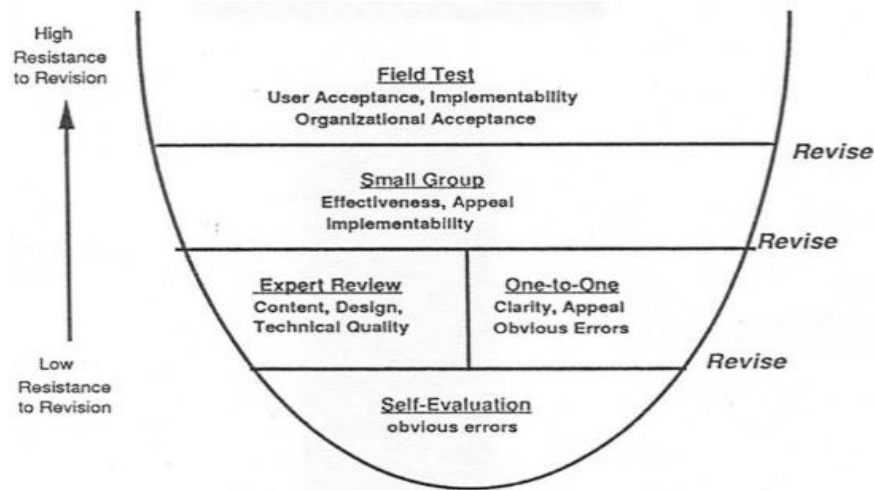 High
Resistance
to Revision
Field Test
User Acceptance, Implementability
Organizational Acceptance
Revise
Small Group
Effectiveness, Appeal
Implementability
Revise
Expert Review
Content, Design,
Technical Quality
One-to-One
Clarity, Appeal
Obvious Errors
Revise
Low
Resistance
to Revision
Self-Evaluation
obvious errors